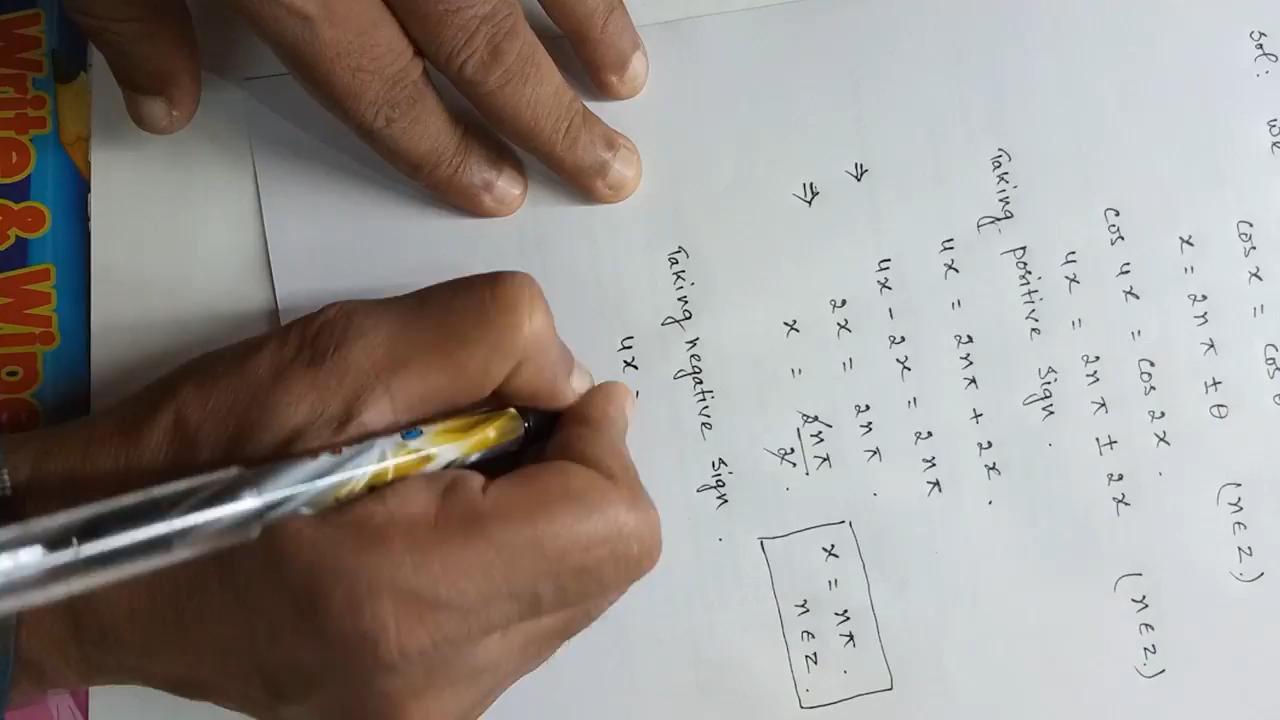 Sol: We
cos x = cos θ
x = 2nπ ± θ (n∈Z.)
cos 4x = cos 2x.
4x = 2nπ ± 2x (n∈Z.)
Taking positive sign.
4x = 2nπ + 2x.
⇒ 4x - 2x = 2nπ
⇒ 2x = 2nπ.
x = 2nπ/2.
x = nπ.
n∈Z.
Taking negative sign.
4x =
Write & Wipe